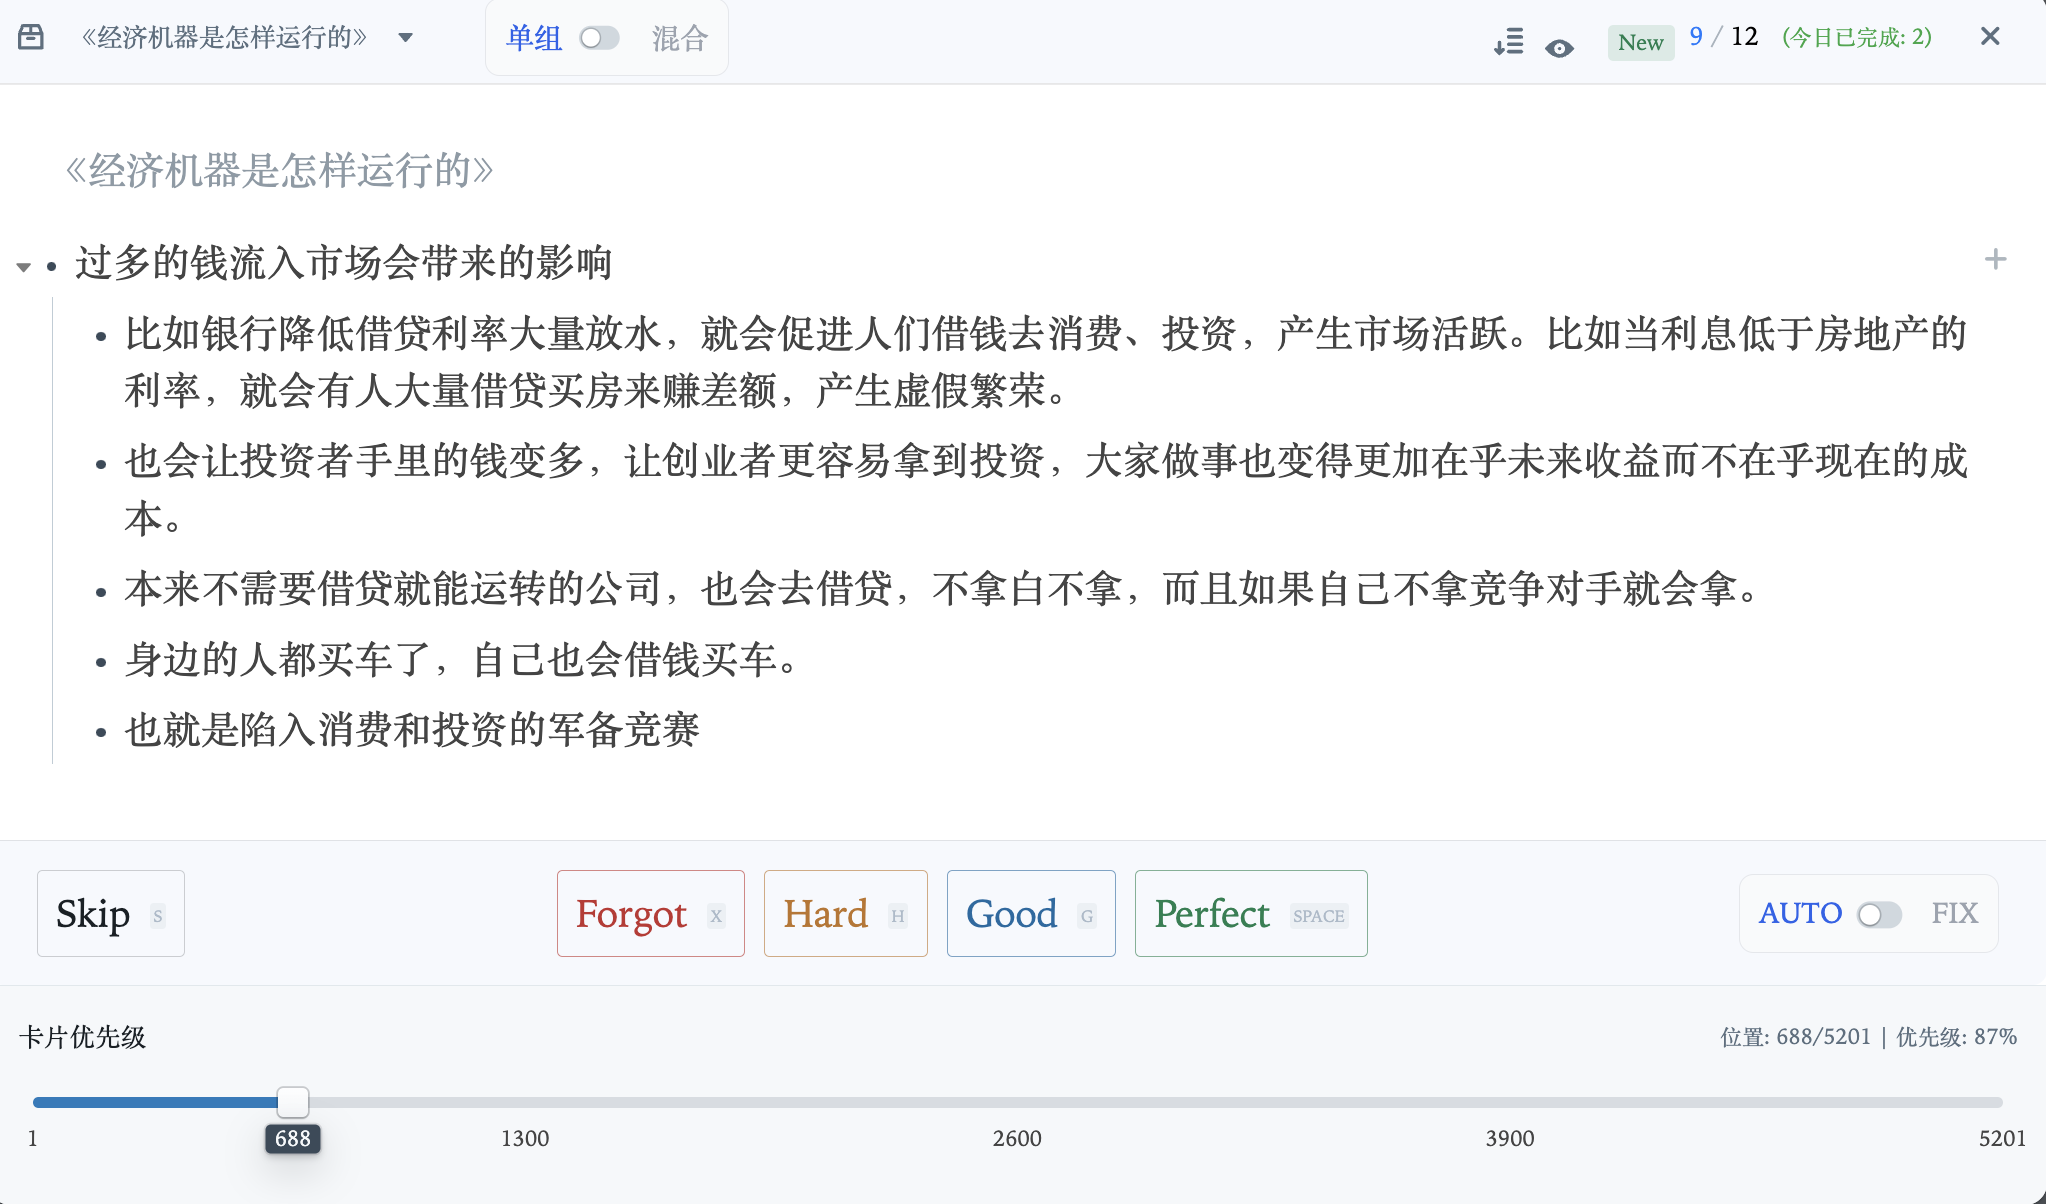 《经济机器是怎样运行的》 单组 混合 New 9 / 12 (今日已完成: 2)
《经济机器是怎样运行的》
过多的钱流入市场会带来的影响
比如银行降低借贷利率大量放水，就会促进人们借钱去消费、投资，产生市场活跃。比如当利息低于房地产的
利率，就会有人大量借贷买房来赚差额，产生虚假繁荣。
也会让投资者手里的钱变多，让创业者更容易拿到投资，大家做事也变得更加在乎未来收益而不在乎现在的成
本。
本来不需要借贷就能运转的公司，也会去借贷，不拿白不拿，而且如果自己不拿竞争对手就会拿。
身边的人都买车了，自己也会借钱买车。
也就是陷入消费和投资的军备竞赛
Skip S Forgot X Hard H Good G Perfect SPACE AUTO FIX
卡片优先级 位置: 688/5201 | 优先级: 87%
1 688 1300 2600 3900 5201